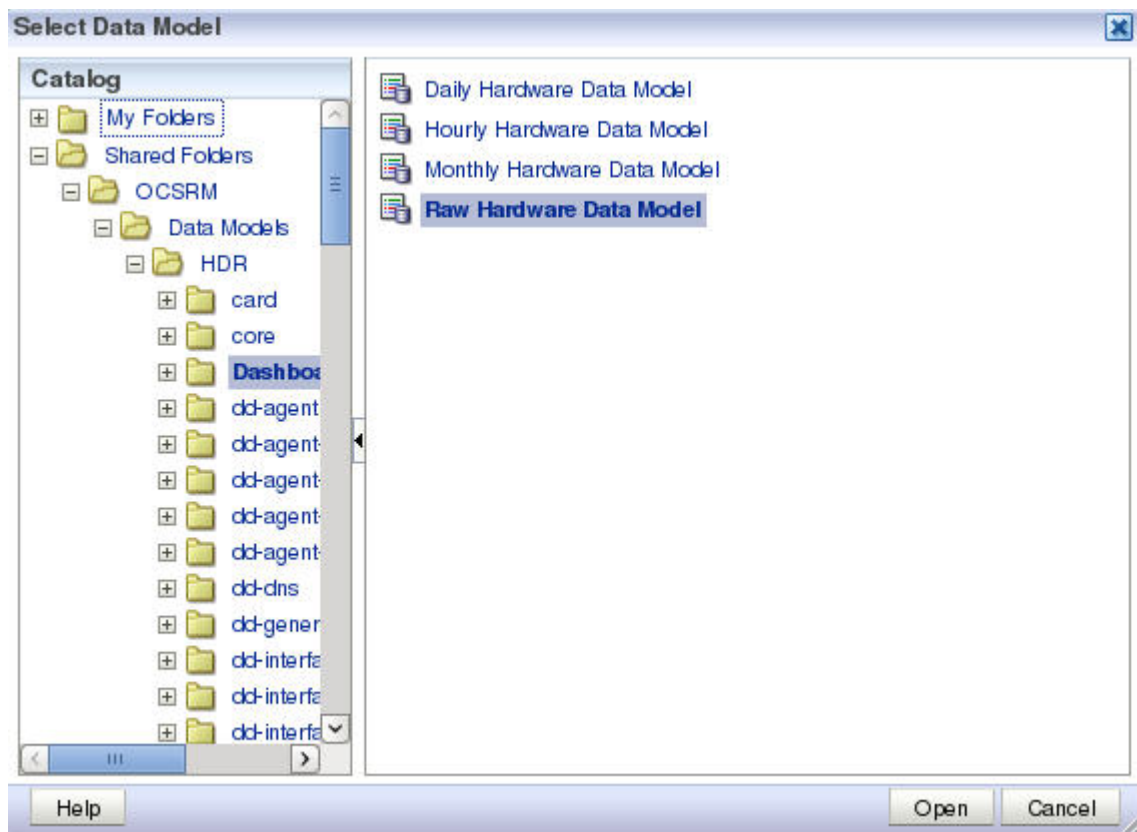 Select Data Model
Catalog
My Folders
Shared Folders
OCSRM
Data Models
HDR
card
core
Dashboa
dd-agent
dd-agent-
dd-agent-
dd-agent-
dd-agent-
dd-dns
dd-gener
dd-interfa
dd-interfa
dd-interfa
Daily Hardware Data Model
Hourly Hardware Data Model
Monthly Hardware Data Model
Raw Hardware Data Model
Help
Open
Cancel